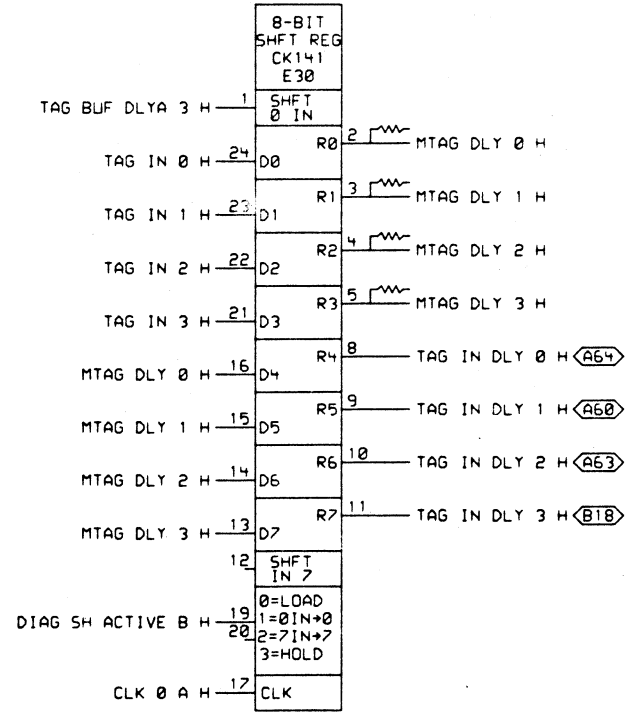 8-BIT
SHFT REG
CK141
E30
TAG BUF DLYA 3 H 1 SHFT
0 IN
R0 2 MTAG DLY 0 H
TAG IN 0 H 24 D0
R1 3 MTAG DLY 1 H
TAG IN 1 H 23 D1
R2 4 MTAG DLY 2 H
TAG IN 2 H 22 D2
R3 5 MTAG DLY 3 H
TAG IN 3 H 21 D3
R4 8 TAG IN DLY 0 H A64
MTAG DLY 0 H 16 D4
R5 9 TAG IN DLY 1 H A60
MTAG DLY 1 H 15 D5
R6 10 TAG IN DLY 2 H A63
MTAG DLY 2 H 14 D6
R7 11 TAG IN DLY 3 H B18
MTAG DLY 3 H 13 D7
12 SHFT
IN 7
0=LOAD
DIAG SH ACTIVE B H 19 1=0IN→0
20 2=7IN→7
3=HOLD
CLK 0 A H 17 CLK